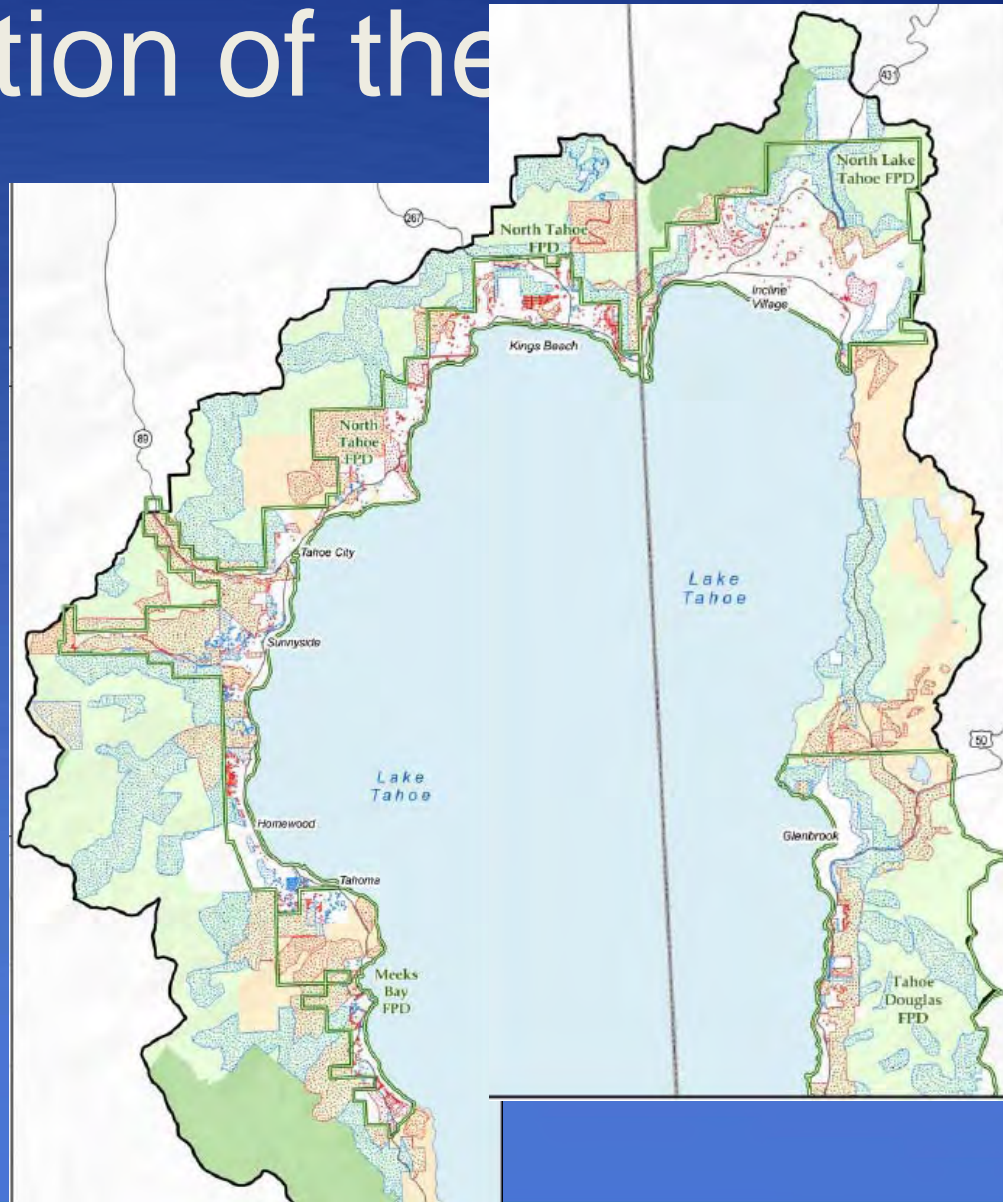 tion of the
431
North Lake
Tahoe FPD
267
North Tahoe
FPD
Incline
Village
Kings Beach
North
Tahoe
FPD
89
Tahoe City
Lake
Tahoe
Sunnyside
50
Lake
Tahoe
Homewood
Glenbrook
Tahoma
Meeks
Bay
FPD
Tahoe
Douglas
FPD